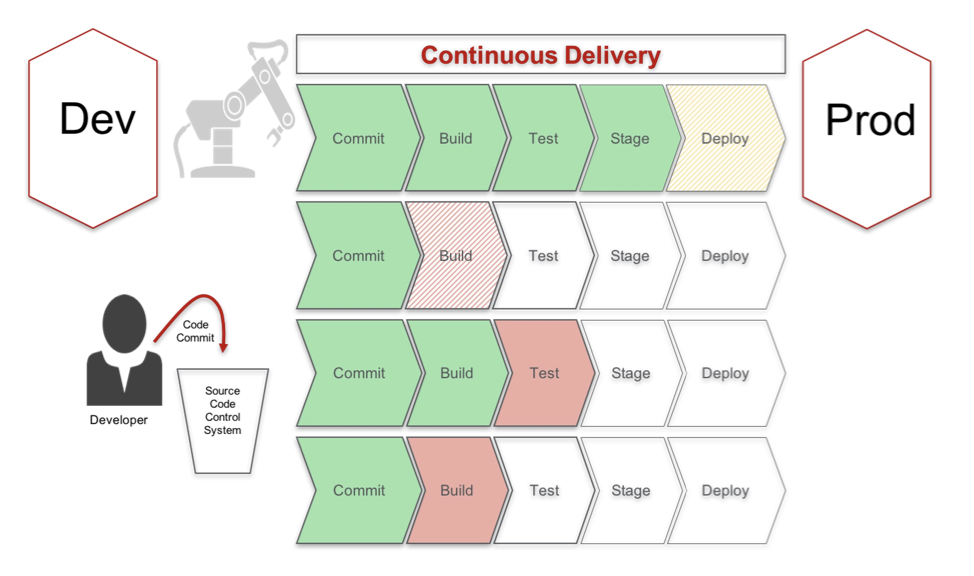 Continuous Delivery
Dev
Prod
Commit Build Test Stage Deploy
Commit Build Test Stage Deploy
Code
Commit
Commit Build Test Stage Deploy
Source
Code
Control
System
Developer
Commit Build Test Stage Deploy